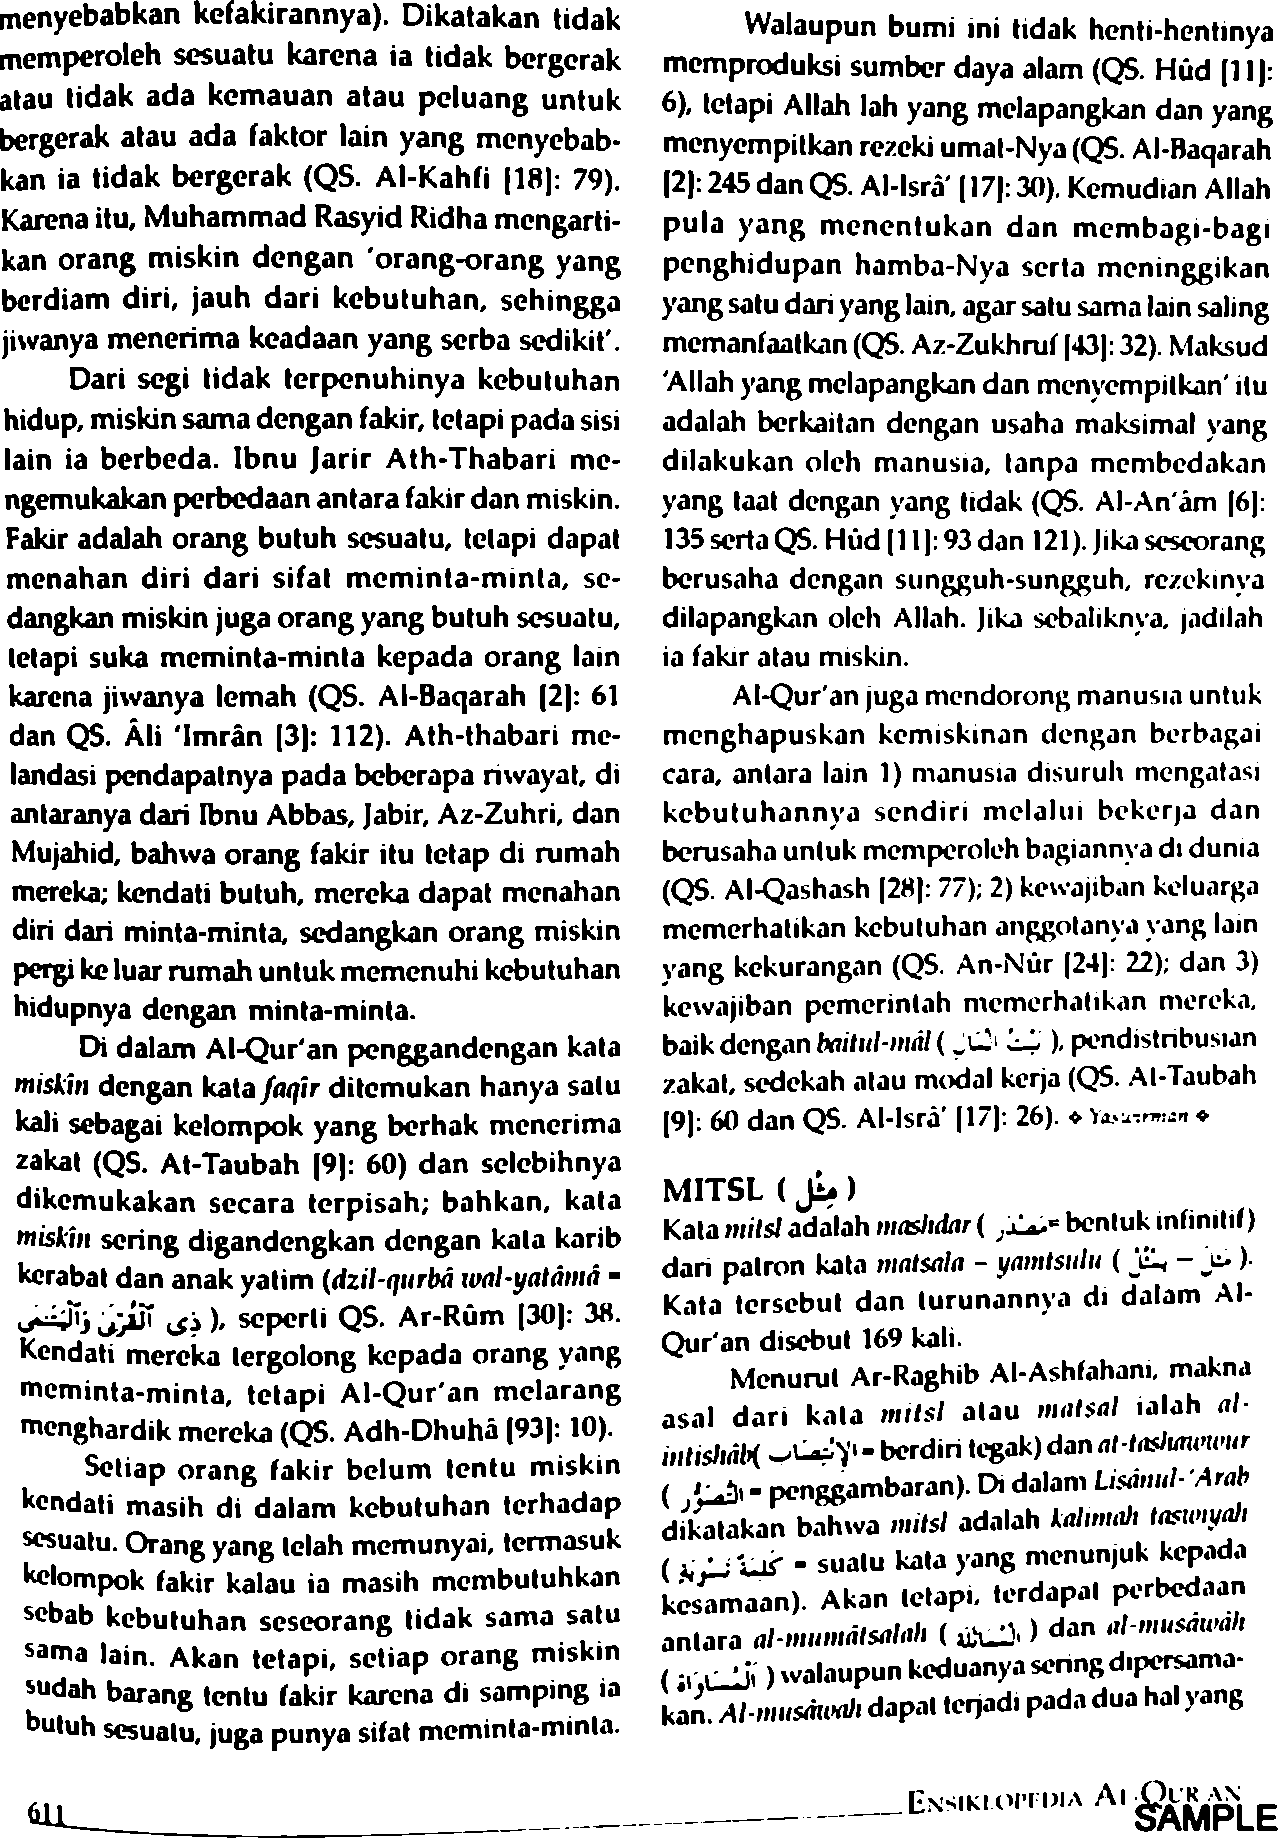 menyebabkan kefakirannya). Dikatakan tidak
memperoleh sesuatu karena ia tidak bergerak
atau tidak ada kemauan atau peluang untuk
bergerak atau ada faktor lain yang menyebab-
kan ia tidak bergerak (QS. Al-Kahfi [18]: 79).
Karena itu, Muhammad Rasyid Ridha mengarti-
kan orang miskin dengan 'orang-orang yang
berdiam diri, jauh dari kebutuhan, sehingga
jiwanya menerima keadaan yang serba sedikit'.
Dari segi tidak terpenuhinya kebutuhan
hidup, miskin sama dengan fakir, tetapi pada sisi
lain ia berbeda. Ibnu Jarir Ath-Thabari me-
ngemukakan perbedaan antara fakir dan miskin.
Fakir adalah orang butuh sesuatu, tetapi dapat
menahan diri dari sifat meminta-minta, se-
dangkan miskin juga orang yang butuh sesuatu,
tetapi suka meminta-minta kepada orang lain
karena jiwanya lemah (QS. Al-Baqarah [2]: 61
dan QS. Âli 'Imrân [3]: 112). Ath-thabari me-
landasi pendapatnya pada beberapa riwayat, di
antaranya dari Ibnu Abbas, Jabir, Az-Zuhri, dan
Mujahid, bahwa orang fakir itu tetap di rumah
mereka; kendati butuh, mereka dapat menahan
diri dari minta-minta, sedangkan orang miskin
pergi ke luar rumah untuk memenuhi kebutuhan
hidupnya dengan minta-minta.
Di dalam Al-Qur'an penggandengan kata
miskîn dengan kata faqîr ditemukan hanya satu
kali sebagai kelompok yang berhak menerima
zakat (QS. At-Taubah [9]: 60) dan selebihnya
dikemukakan secara terpisah; bahkan, kata
miskîn sering digandengkan dengan kata karib
kerabat dan anak yatim (dzil-qurbâ wal-yatâmâ =
ذِى ٱلْقُرْبَىٰ وَٱلْيَتَـٰمَىٰ ), seperti QS. Ar-Rûm [30]: 38.
Kendati mereka tergolong kepada orang yang
meminta-minta, tetapi Al-Qur'an melarang
menghardik mereka (QS. Adh-Dhuhâ [93]: 10).
Setiap orang fakir belum tentu miskin
kendati masih di dalam kebutuhan terhadap
sesuatu. Orang yang telah memunyai, termasuk
kelompok fakir kalau ia masih membutuhkan
sebab kebutuhan seseorang tidak sama satu
sama lain. Akan tetapi, setiap orang miskin
sudah barang tentu fakir karena di samping ia
butuh sesuatu, juga punya sifat meminta-minta.
Walaupun bumi ini tidak henti-hentinya
memproduksi sumber daya alam (QS. Hûd [11]:
6), tetapi Allah lah yang melapangkan dan yang
menyempitkan rezeki umat-Nya (QS. Al-Baqarah
[2]: 245 dan QS. Al-Isrâ' [17]: 30). Kemudian Allah
pula yang menentukan dan membagi-bagi
penghidupan hamba-Nya serta meninggikan
yang satu dari yang lain, agar satu sama lain saling
memanfaatkan (QS. Az-Zukhruf [43]: 32). Maksud
'Allah yang melapangkan dan menyempitkan' itu
adalah berkaitan dengan usaha maksimal yang
dilakukan oleh manusia, tanpa membedakan
yang taat dengan yang tidak (QS. Al-An'âm [6]:
135 serta QS. Hûd [11]: 93 dan 121). Jika seseorang
berusaha dengan sungguh-sungguh, rezekinya
dilapangkan oleh Allah. Jika sebaliknya, jadilah
ia fakir atau miskin.
Al-Qur'an juga mendorong manusia untuk
menghapuskan kemiskinan dengan berbagai
cara, antara lain 1) manusia disuruh mengatasi
kebutuhannya sendiri melalui bekerja dan
berusaha untuk memperoleh bagiannya di dunia
(QS. Al-Qashash [28]: 77); 2) kewajiban keluarga
memerhatikan kebutuhan anggotanya yang lain
yang kekurangan (QS. An-Nûr [24]: 22); dan 3)
kewajiban pemerintah memerhatikan mereka,
baik dengan baitul-mâl ( بَيْتُ الْمَالِ ), pendistribusian
zakat, sedekah atau modal kerja (QS. At-Taubah
[9]: 60 dan QS. Al-Isrâ' [17]: 26).
MITSL ( مِثْل )
Kata mitsl adalah mashdar ( مَصْدَر = bentuk infinitif)
dari patron kata matsala – yamtsulu ( مَثَلَ – يَمْثُلُ ).
Kata tersebut dan turunannya di dalam Al-
Qur'an disebut 169 kali.
Menurut Ar-Raghib Al-Ashfahani, makna
asal dari kata mitsl atau matsal ialah al-
intishâb( الْاِنْتِصَاب = berdiri tegak) dan at-tashawwur
( التَّصَوُّر = penggambaran). Di dalam Lisânul-'Arab
dikatakan bahwa mitsl adalah kalimah taswiyah
( كَلِمَةُ تَسْوِيَةٍ = suatu kata yang menunjuk kepada
kesamaan). Akan tetapi, terdapat perbedaan
antara al-mumâtsalah ( الْمُمَاثَلَة ) dan al-musâwâh
( الْمُسَاوَاة ) walaupun keduanya sering dipersama-
kan. Al-musâwah dapat terjadi pada dua hal yang
611
ENSIKLOPEDIA AL-QUR'AN
SAMPLE